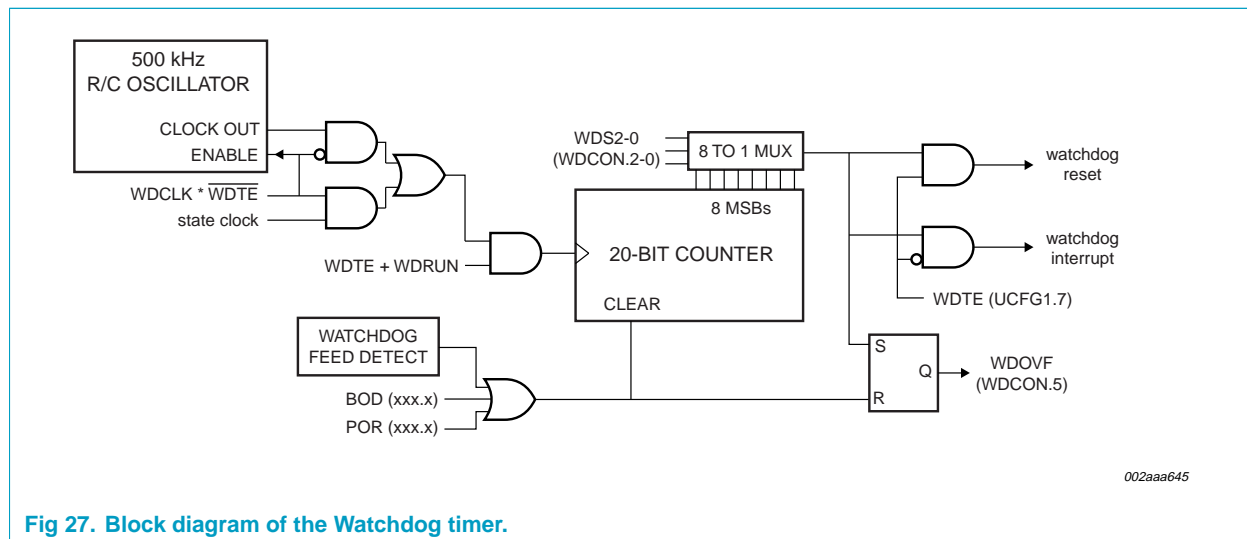 500 kHz
R/C OSCILLATOR
CLOCK OUT
ENABLE
WDCLK * WDTE
state clock
WDTE + WDRUN
WDS2-0
(WDCON.2-0)
8 TO 1 MUX
8 MSBs
20-BIT COUNTER
CLEAR
WATCHDOG
FEED DETECT
BOD (xxx.x)
POR (xxx.x)
watchdog
reset
watchdog
interrupt
WDTE (UCFG1.7)
S
Q
R
WDOVF
(WDCON.5)
002aaa645
Fig 27. Block diagram of the Watchdog timer.